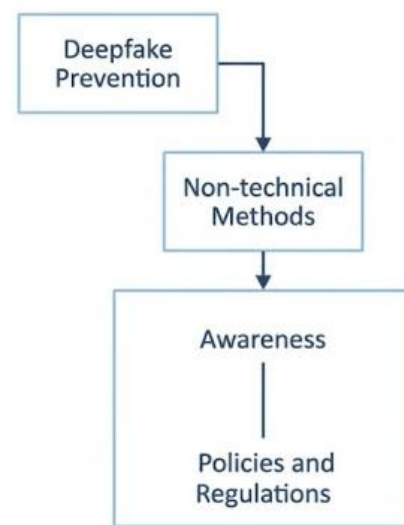 Deepfake
Prevention
Non-technical
Methods
Awareness
Policies and
Regulations